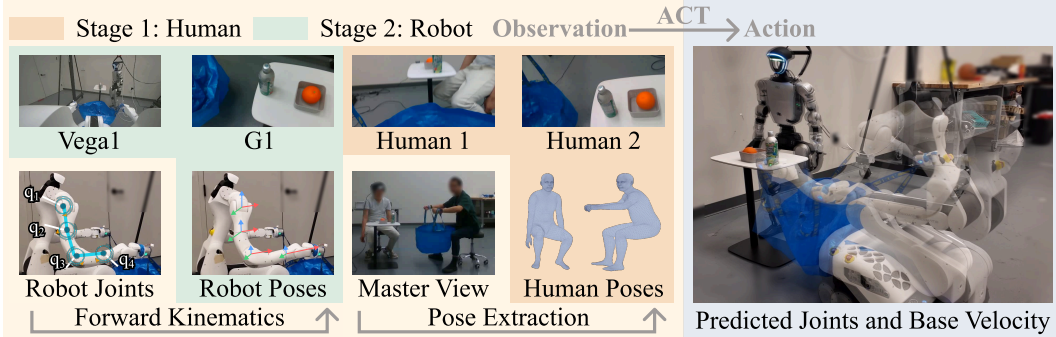 Stage 1: Human
Stage 2: Robot
Observation
ACT
Action
Vega1
G1
Human 1
Human 2
q1
q2
q3
q4
Robot Joints
Robot Poses
Master View
Human Poses
Forward Kinematics
Pose Extraction
Predicted Joints and Base Velocity